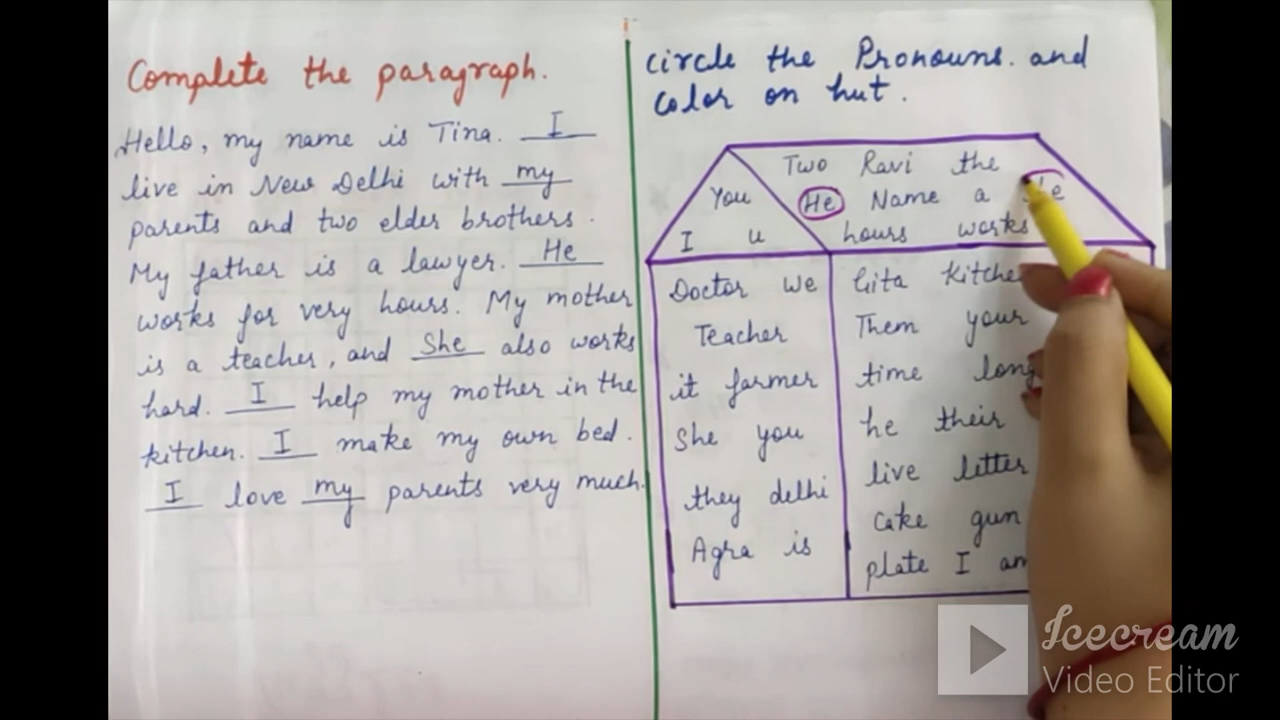 Complete the paragraph.
Hello, my name is Tina. I
live in New Delhi with my
parents and two elder brothers.
My father is a lawyer. He
works for very hours. My mother
is a teacher, and She also works
hard. I help my mother in the
kitchen. I make my own bed.
I love my parents very much.
circle the Pronouns. and
color on hut.
Two Ravi the
You He Name a
I u hours works
Doctor we
Teacher
it farmer
She you
they delhi
Agra is
Gita
Them your
time
he their
live letter
cake gun
plate I
Icecream
Video Editor